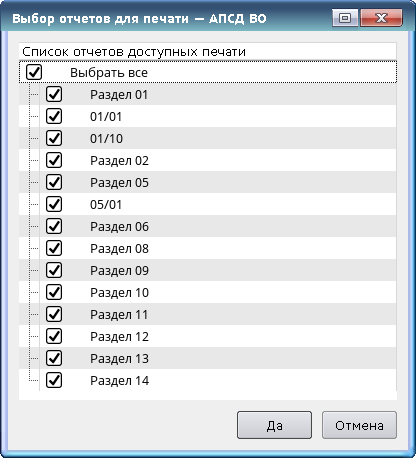 Выбор отчетов для печати — АПСД ВО
Список отчетов доступных печати
Выбрать все
Раздел 01
01/01
01/10
Раздел 02
Раздел 05
05/01
Раздел 06
Раздел 08
Раздел 09
Раздел 10
Раздел 11
Раздел 12
Раздел 13
Раздел 14
Да
Отмена